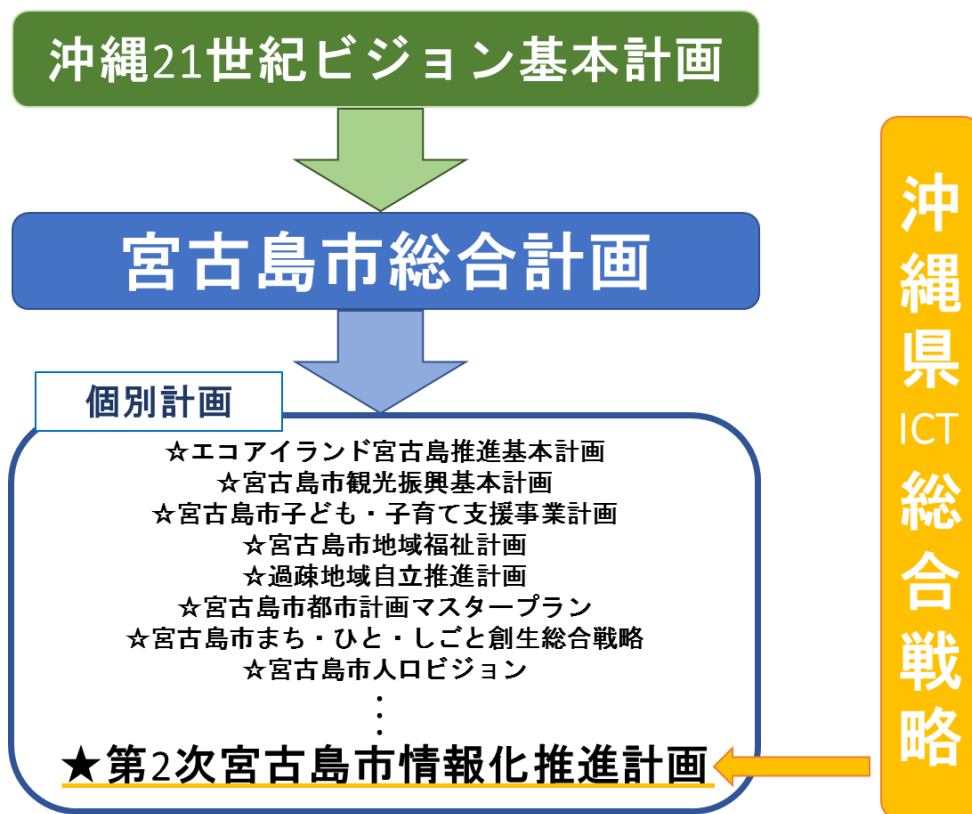 沖縄21世紀ビジョン基本計画
宮古島市総合計画
個別計画
☆エコアイランド宮古島推進基本計画
☆宮古島市観光振興基本計画
☆宮古島市子ども・子育て支援事業計画
☆宮古島市地域福祉計画
☆過疎地域自立推進計画
☆宮古島市都市計画マスタープラン
☆宮古島市まち・ひと・しごと創生総合戦略
☆宮古島市人口ビジョン
⋮
★第2次宮古島市情報化推進計画
沖縄県ICT総合戦略